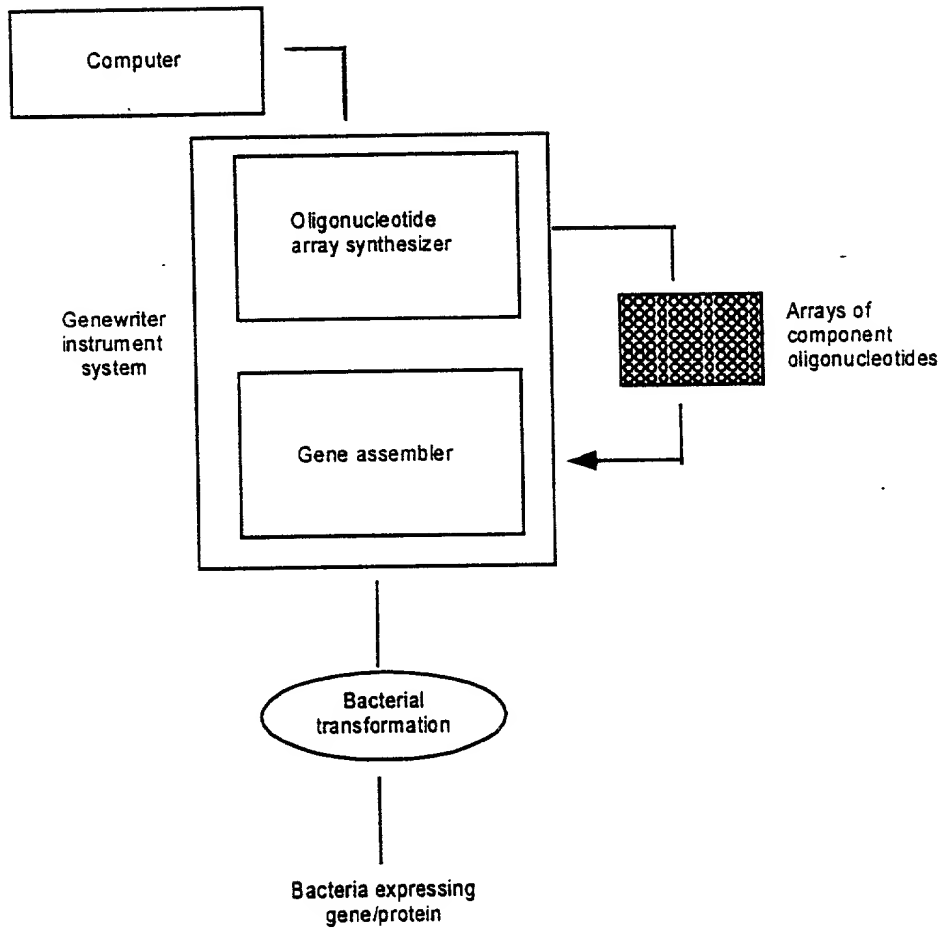 Computer
Oligonucleotide
array synthesizer
Genewriter
instrument
system
Arrays of
component
oligonucleotides
Gene assembler
Bacterial
transformation
Bacteria expressing
gene/protein